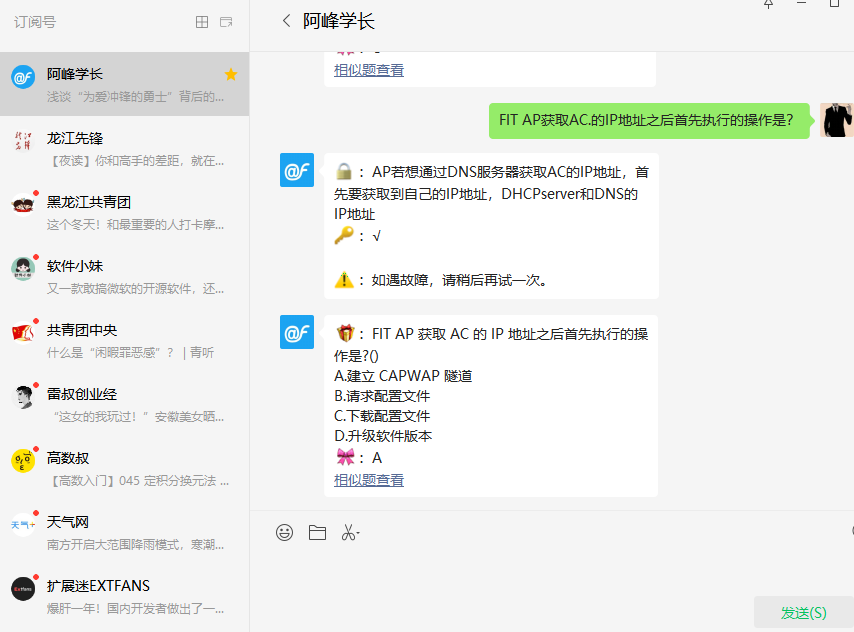 订阅号
阿峰学长
浅谈“为爱冲锋的勇士”背后的...
龙江先锋
【夜读】你和高手的差距，就在...
黑龙江共青团
这个冬天！和最重要的人打卡摩...
软件小妹
又一款敢搞微软的开源软件，还...
共青团中央
什么是“闲暇罪恶感”？ | 青听
雷叔创业经
“这女的我玩过！”安徽美女晒...
高数叔
【高数入门】045 定积分换元法 ...
天气网
南方开启大范围降雨模式，寒潮...
扩展迷EXTFANS
爆肝一年！国内开发者做出了一...
阿峰学长
相似题查看
FIT AP获取AC.的IP地址之后首先执行的操作是？
@F
：AP若想通过DNS服务器获取AC的IP地址，首
先要获取到自己的IP地址，DHCPserver和DNS的
IP地址
：√
：如遇故障，请稍后再试一次。
@F
：FIT AP 获取 AC 的 IP 地址之后首先执行的操
作是?()
A.建立 CAPWAP 隧道
B.请求配置文件
C.下载配置文件
D.升级软件版本
：A
相似题查看
发送(S)